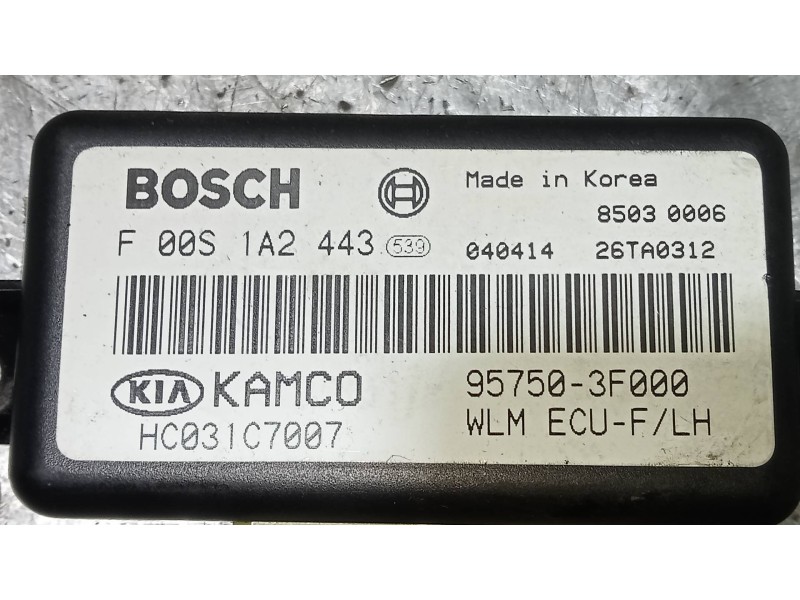 BOSCH
Made in Korea
8503 0006
F 00S 1A2 443 539
040414 26TA0312
KIA KAMCO
95750-3F000
HC031C7007
WLM ECU-F/LH